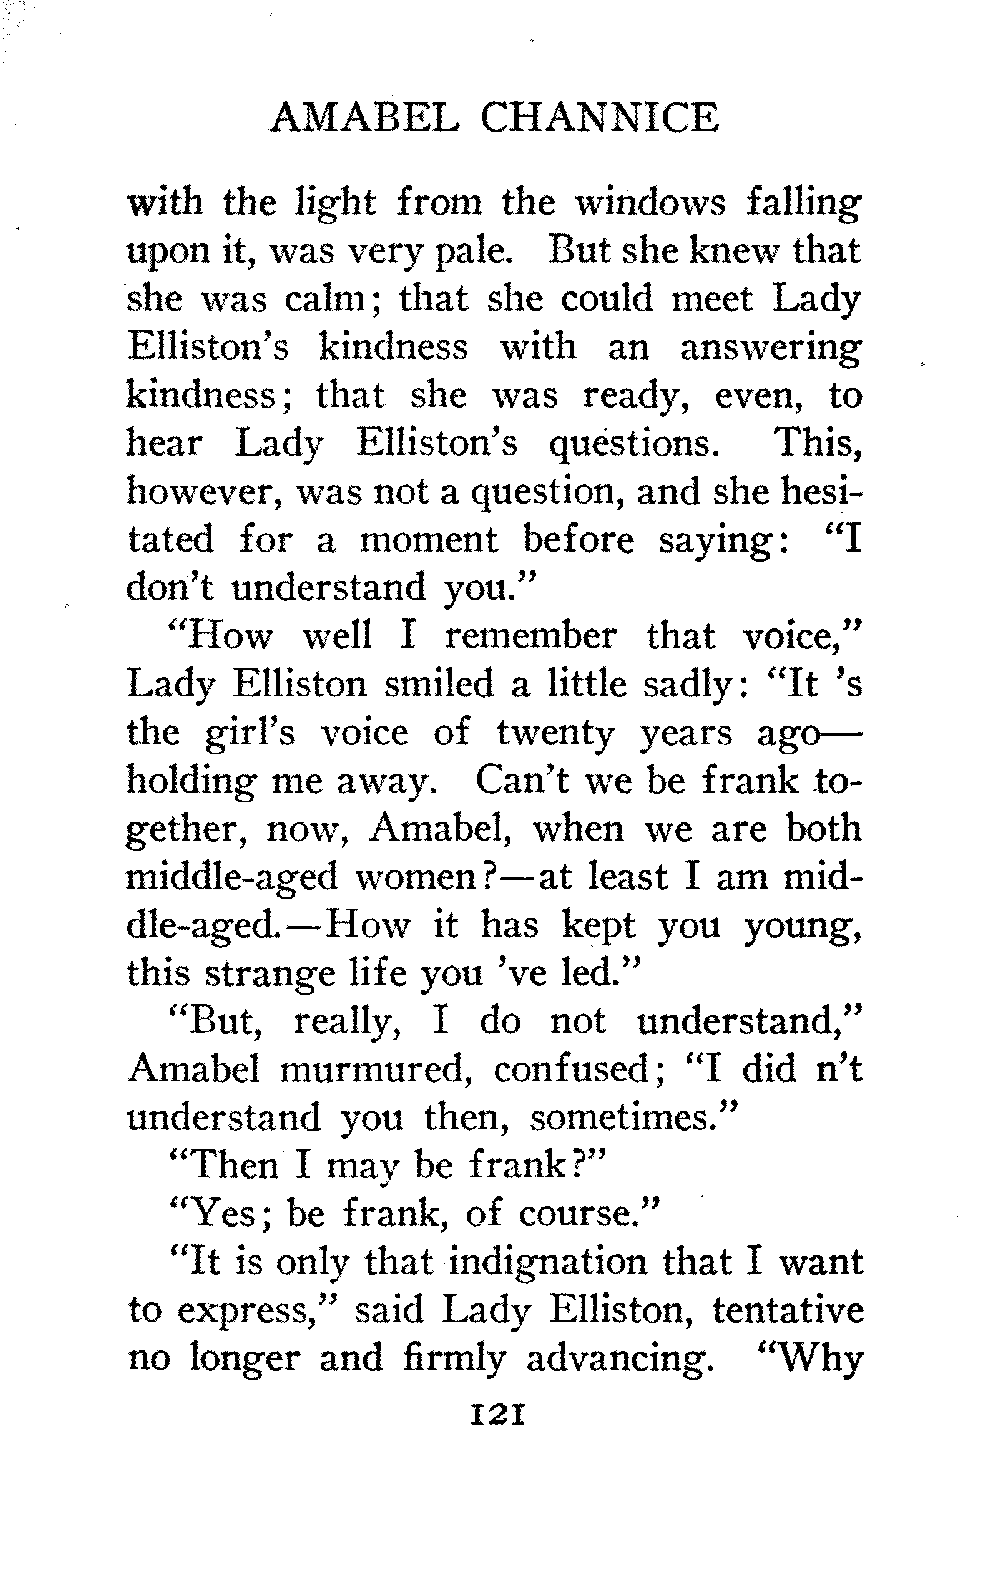 AMABEL CHANNICE
with the light from the windows falling
upon it, was very pale. But she knew that
she was calm; that she could meet Lady
Elliston's kindness with an answering
kindness; that she was ready, even, to
hear Lady Elliston's questions. This,
however, was not a question, and she hesi-
tated for a moment before saying: "I
don't understand you."
"How well I remember that voice,"
Lady Elliston smiled a little sadly: "It 's
the girl's voice of twenty years ago—
holding me away. Can't we be frank to-
gether, now, Amabel, when we are both
middle-aged women?—at least I am mid-
dle-aged.—How it has kept you young,
this strange life you 've led."
"But, really, I do not understand,"
Amabel murmured, confused; "I did n't
understand you then, sometimes."
"Then I may be frank?"
"Yes; be frank, of course."
"It is only that indignation that I want
to express," said Lady Elliston, tentative
no longer and firmly advancing. "Why
121